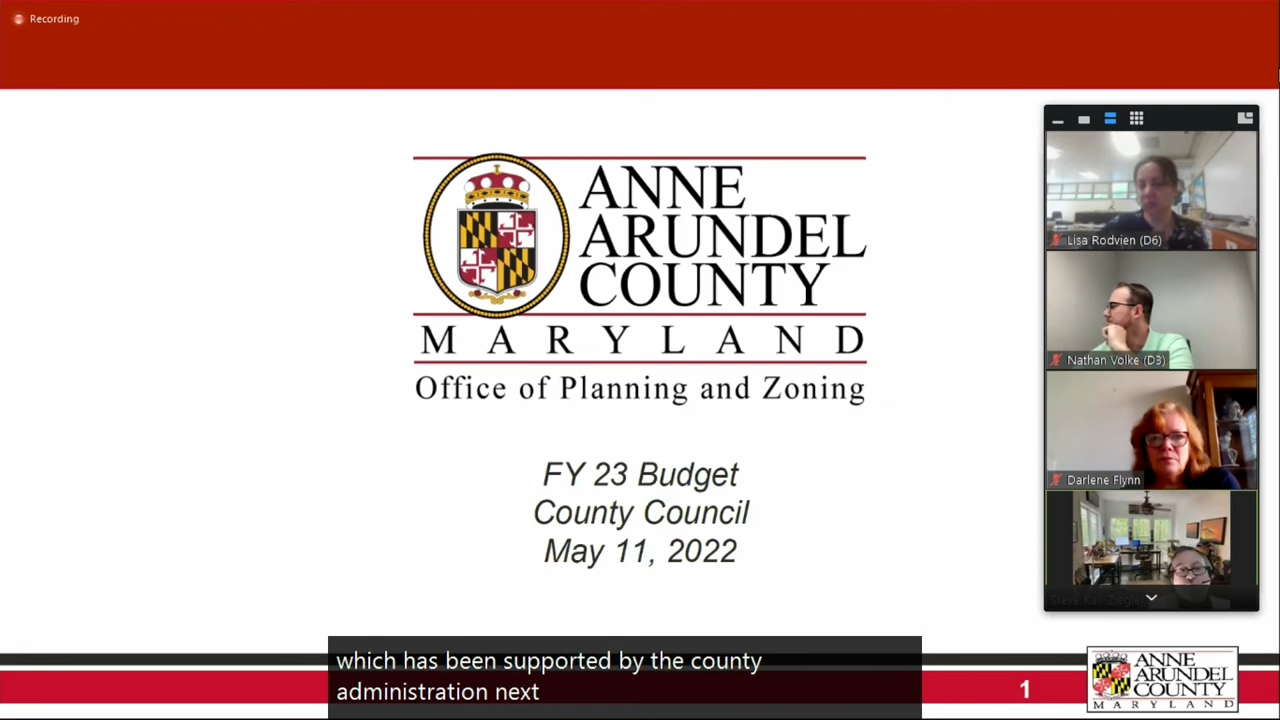 Recording
ANNE
ARUNDEL
COUNTY
MARYLAND
Office of Planning and Zoning
FY 23 Budget
County Council
May 11, 2022
Lisa Rodvien (D6)
Nathan Volke (D3)
Darlene Flynn
which has been supported by the county
administration next
1
ANNE
ARUNDEL
COUNTY
MARYLAND